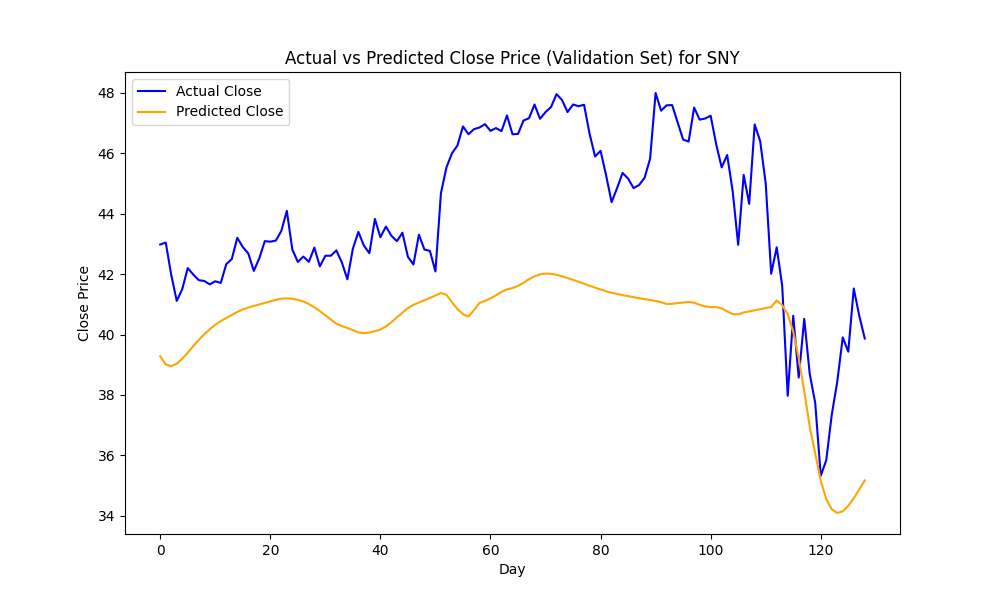 Actual vs Predicted Close Price (Validation Set) for SNY
Actual Close
Predicted Close
Close Price
48
46
44
42
40
38
36
34
0 20 40 60 80 100 120
Day